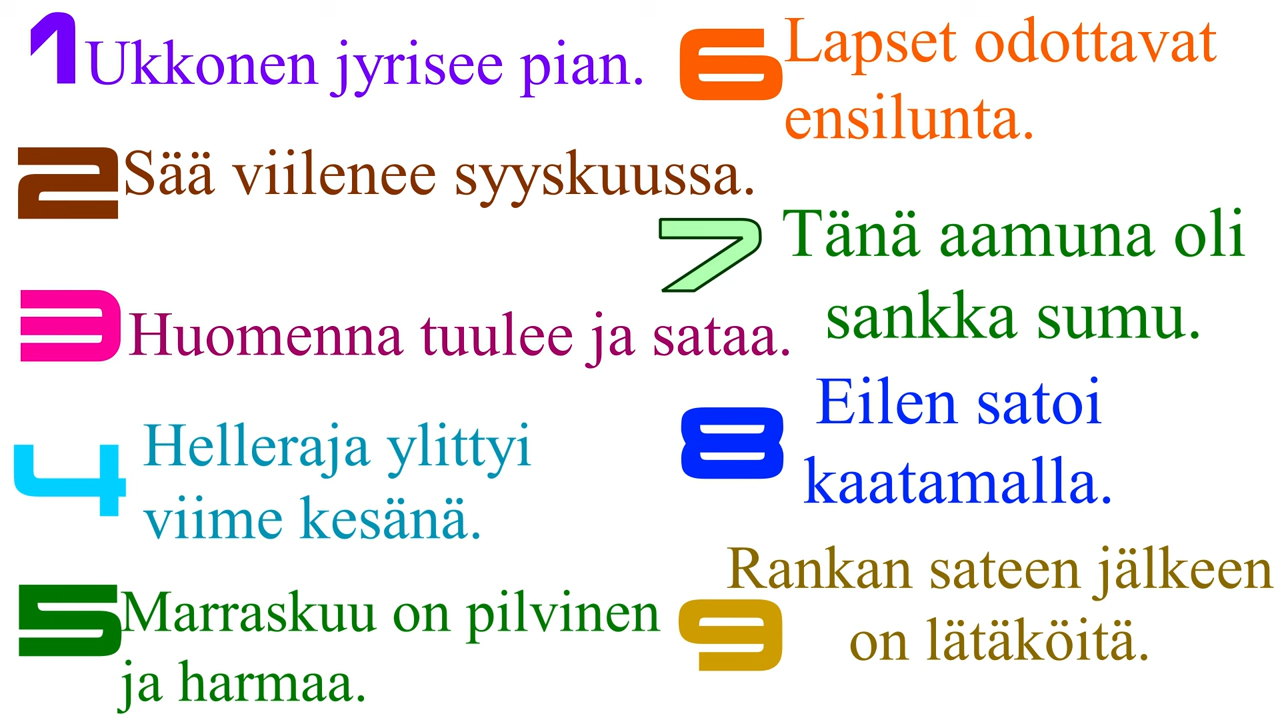 1 Ukkonen jyrisee pian.
2 Sää viilenee syyskuussa.
3 Huomenna tuulee ja sataa.
4 Helleraja ylittyi
viime kesänä.
5 Marraskuu on pilvinen
ja harmaa.
6 Lapset odottavat
ensilunta.
7 Tänä aamuna oli
sankka sumu.
8 Eilen satoi
kaatamalla.
9 Rankan sateen jälkeen
on lätäköitä.